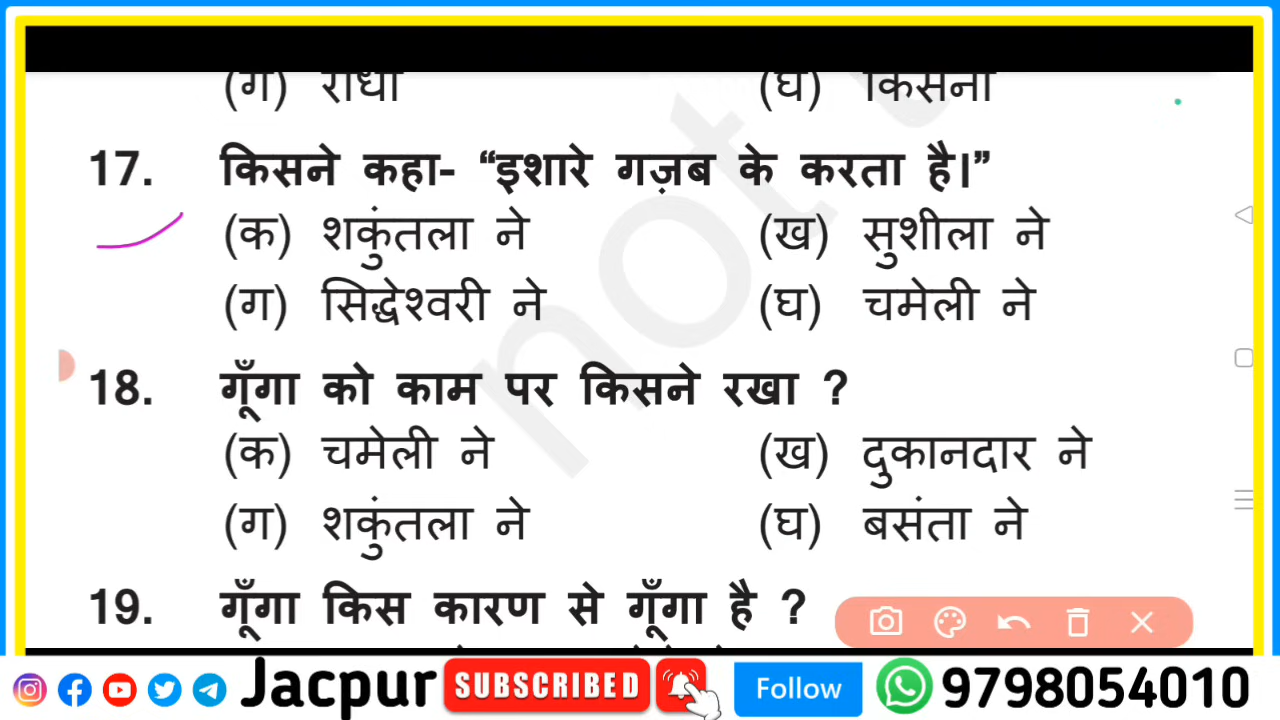 (ग) राधा (घ) किसनी
17. किसने कहा- “इशारे गज़ब के करता है।”
(क) शकुंतला ने (ख) सुशीला ने
(ग) सिद्धेश्वरी ने (घ) चमेली ने
18. गूँगा को काम पर किसने रखा ?
(क) चमेली ने (ख) दुकानदार ने
(ग) शकुंतला ने (घ) बसंता ने
19. गूँगा किस कारण से गूँगा है ?
not
Jacpur SUBSCRIBED Follow 9798054010